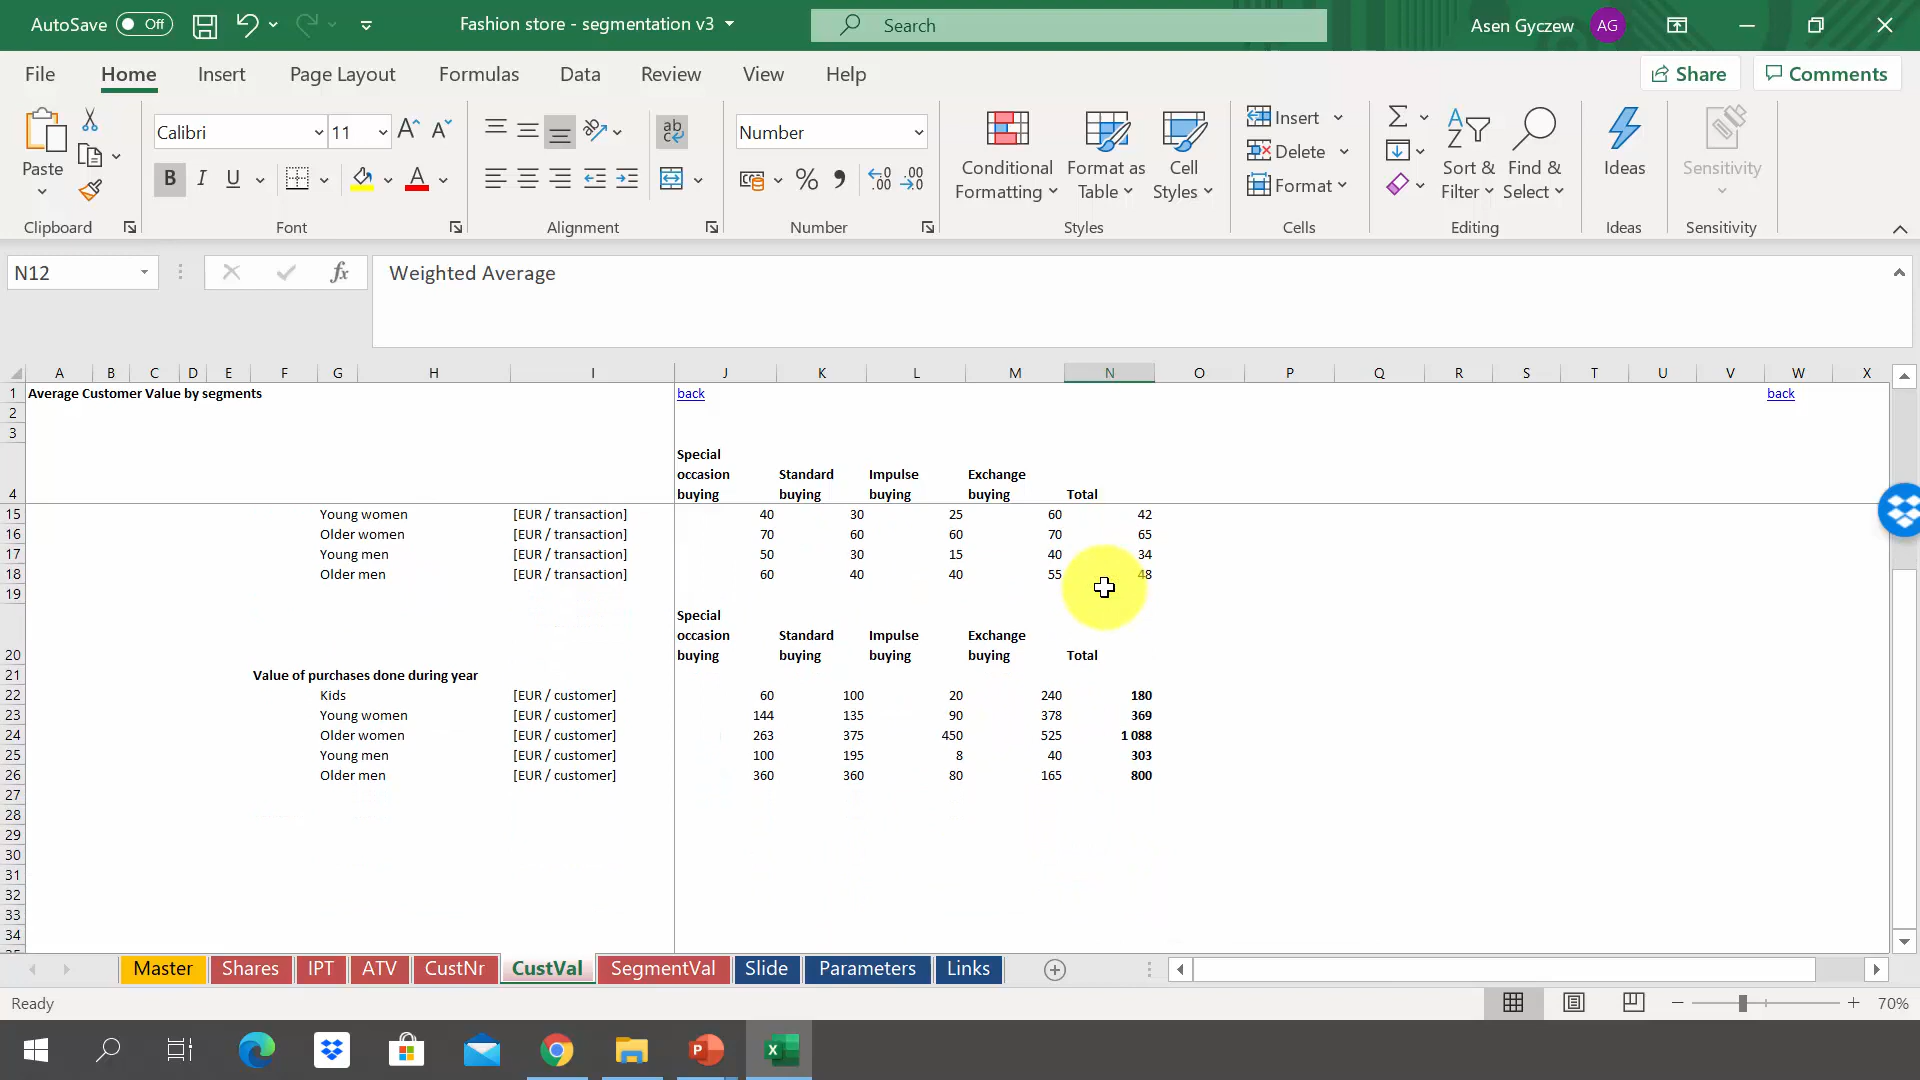 AutoSave Off Fashion store - segmentation v3 Search Asen Gyczew AG
File Home Insert Page Layout Formulas Data Review View Help Share Comments
Paste Calibri 11 Number Conditional Formatting Format as Table Cell Styles Insert Delete Format Sort & Filter Find & Select Ideas Sensitivity
Clipboard Font Alignment Number Styles Cells Editing Ideas Sensitivity
N12 fx Weighted Average
A B C D E F G H I J K L M N O P Q R S T U V W X
1 Average Customer Value by segments back back
2
3
4 Special occasion buying Standard buying Impulse buying Exchange buying Total
15 Young women [EUR / transaction] 40 30 25 60 42
16 Older women [EUR / transaction] 70 60 60 70 65
17 Young men [EUR / transaction] 50 30 15 40 34
18 Older men [EUR / transaction] 60 40 40 55 48
19
20 Special occasion buying Standard buying Impulse buying Exchange buying Total
21 Value of purchases done during year
22 Kids [EUR / customer] 60 100 20 240 180
23 Young women [EUR / customer] 144 135 90 378 369
24 Older women [EUR / customer] 263 375 450 525 1 088
25 Young men [EUR / customer] 100 195 8 40 303
26 Older men [EUR / customer] 360 360 80 165 800
27
28
29
30
31
32
33
34
Master Shares IPT ATV CustNr CustVal SegmentVal Slide Parameters Links
Ready 70%